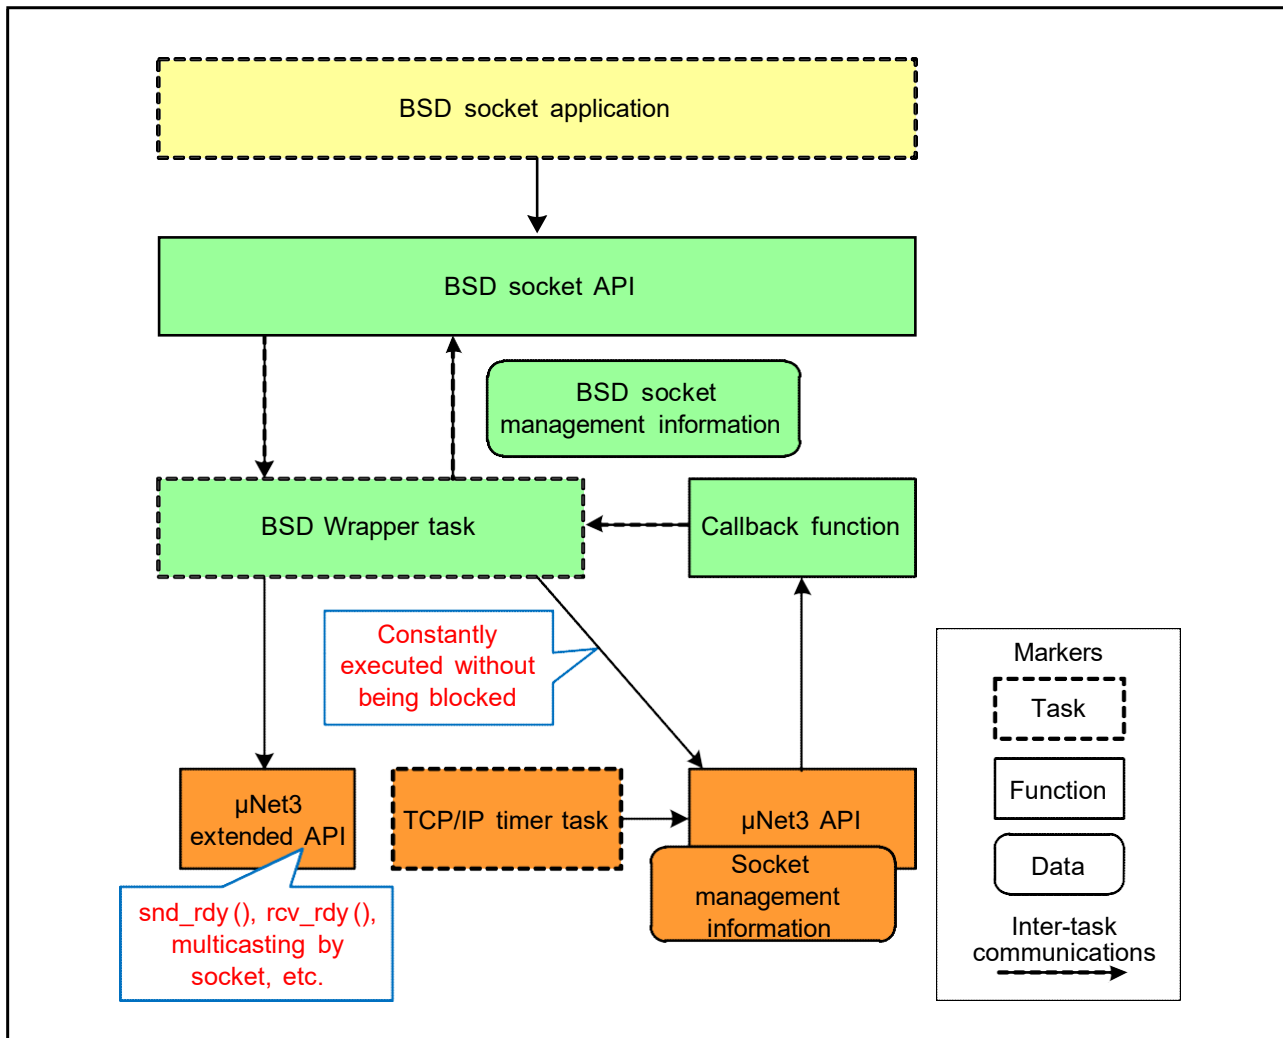 BSD socket application
BSD socket API
BSD socket
management information
BSD Wrapper task
Callback function
Constantly
executed without
being blocked
µNet3
extended API
TCP/IP timer task
µNet3 API
Socket
management
information
snd_rdy(), rcv_rdy(),
multicasting by
socket, etc.
Markers
Task
Function
Data
Inter-task
communications